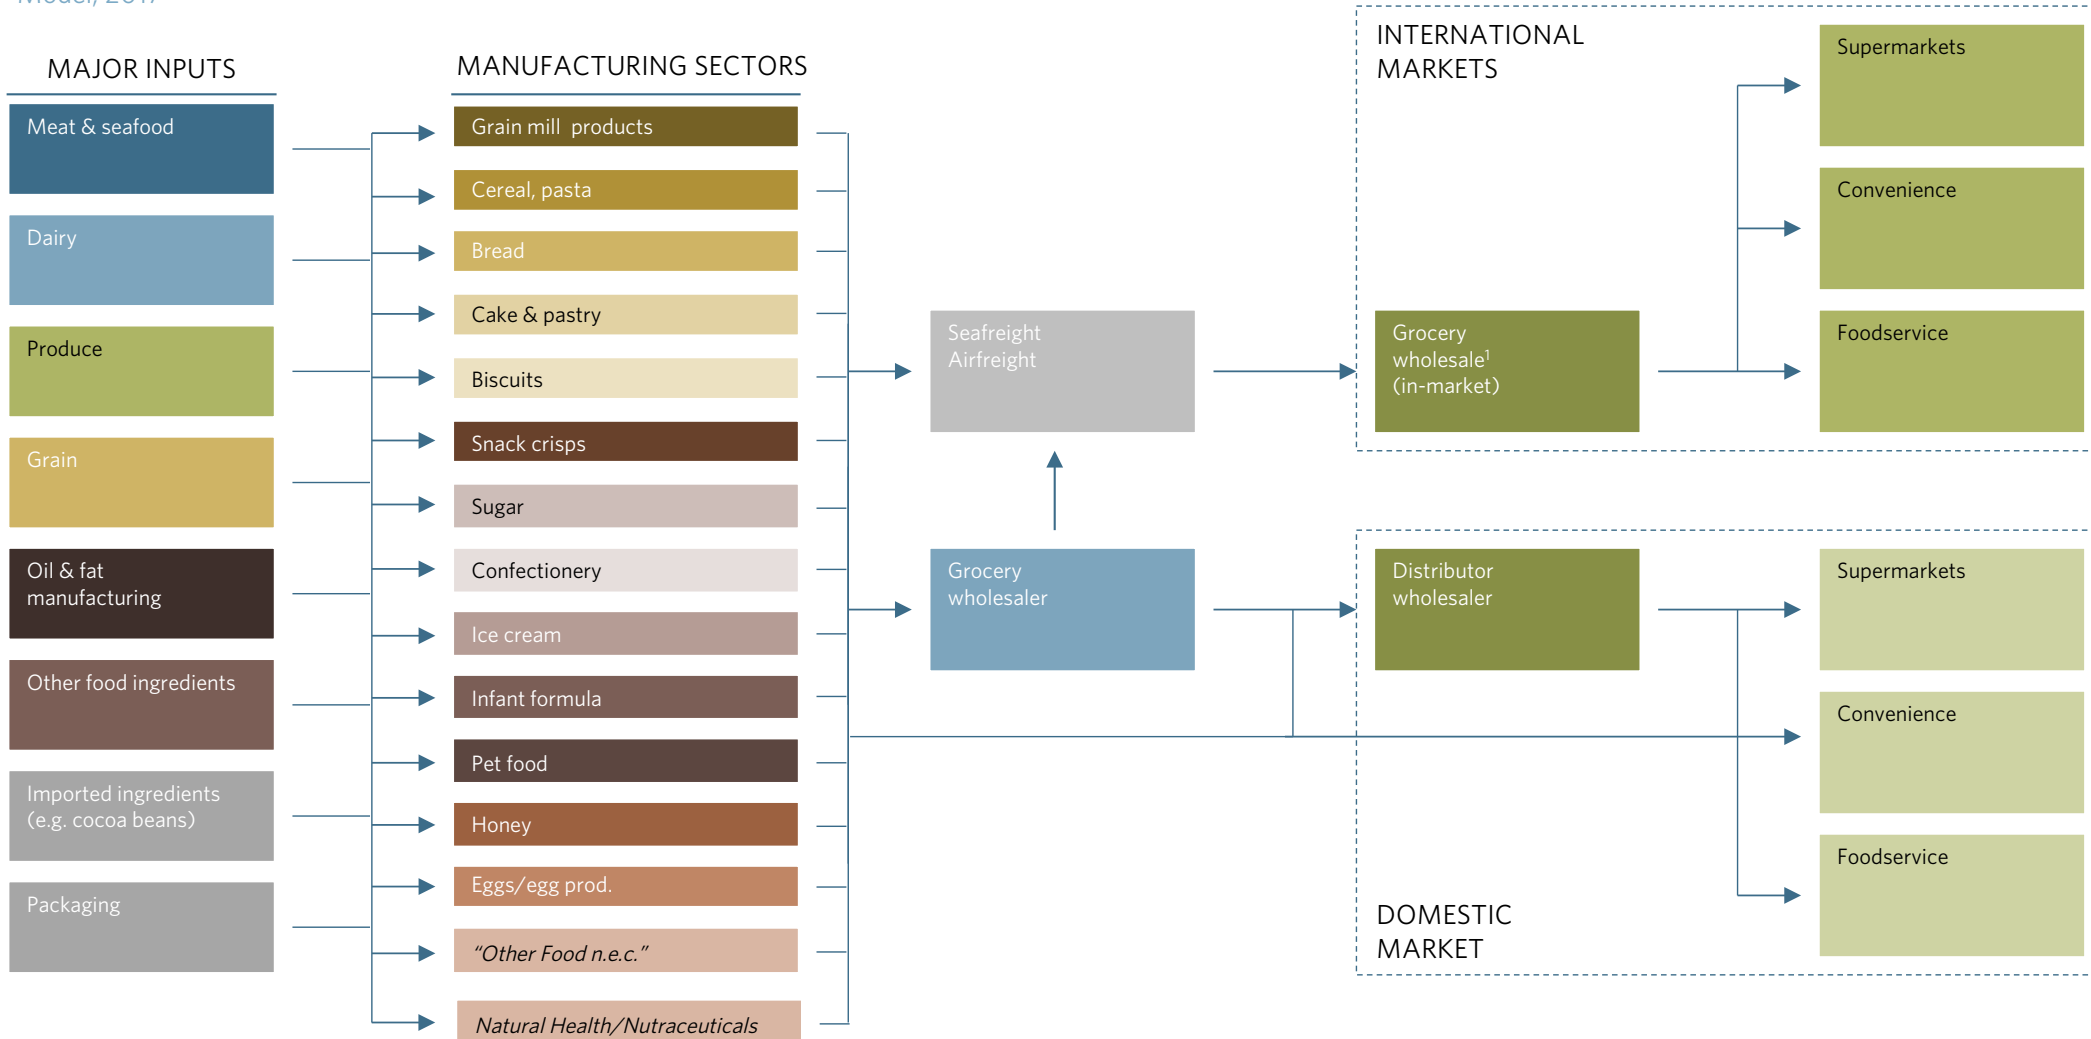 Model, 2017
MAJOR INPUTS
Meat & seafood
Dairy
Produce
Grain
Oil & fat
manufacturing
Other food ingredients
Imported ingredients
(e.g. cocoa beans)
Packaging
MANUFACTURING SECTORS
Grain mill products
Cereal, pasta
Bread
Cake & pastry
Biscuits
Snack crisps
Sugar
Confectionery
Ice cream
Infant formula
Pet food
Honey
Eggs/egg prod.
“Other Food n.e.c.”
Natural Health/Nutraceuticals
Seafreight
Airfreight
Grocery
wholesaler
INTERNATIONAL
MARKETS
Grocery
wholesale¹
(in-market)
Supermarkets
Convenience
Foodservice
Distributor
wholesaler
DOMESTIC
MARKET
Supermarkets
Convenience
Foodservice